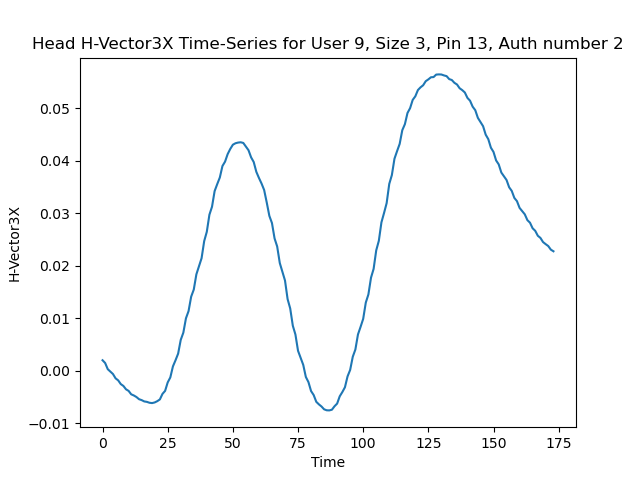 Head H-Vector3X Time-Series for User 9, Size 3, Pin 13, Auth number 2
H-Vector3X
0.05
0.04
0.03
0.02
0.01
0.00
−0.01
0 25 50 75 100 125 150 175
Time